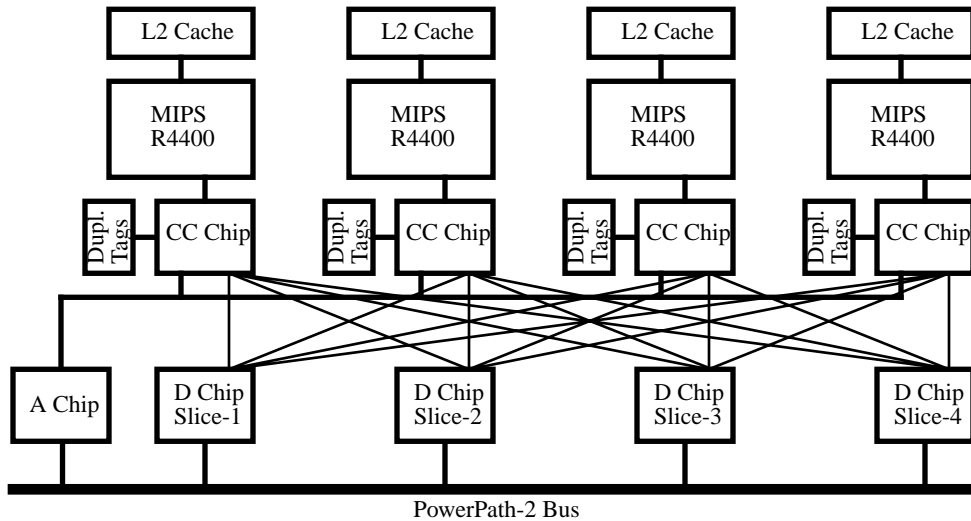 L2 Cache
L2 Cache
L2 Cache
L2 Cache
MIPS
R4400
MIPS
R4400
MIPS
R4400
MIPS
R4400
Dupl.
Tags
CC Chip
Dupl.
Tags
CC Chip
Dupl.
Tags
CC Chip
Dupl.
Tags
CC Chip
A Chip
D Chip
Slice-1
D Chip
Slice-2
D Chip
Slice-3
D Chip
Slice-4
PowerPath-2 Bus